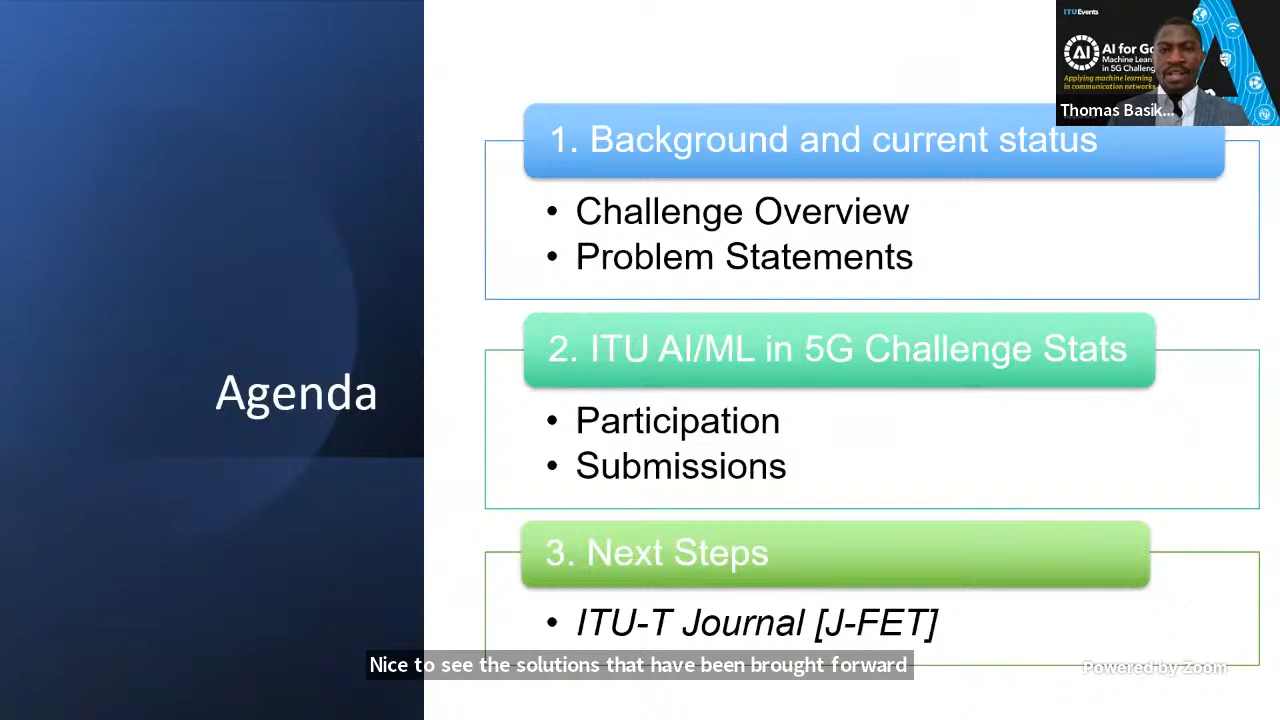 ITUEvents
AI
AI for Go
Machine Lear
in 5G Challeng
Applying machine learning
in communication networks
Thomas Basik...
Agenda
1. Background and current status
• Challenge Overview
• Problem Statements
2. ITU AI/ML in 5G Challenge Stats
• Participation
• Submissions
3. Next Steps
• ITU-T Journal [J-FET]
Nice to see the solutions that have been brought forward
Powered by Zoom